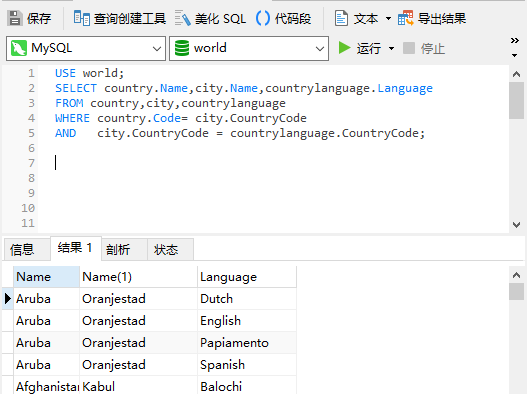 保存 查询创建工具 美化 SQL () 代码段 文本 导出结果
MySQL world 运行 停止
1 USE world;
2 SELECT country.Name,city.Name,countrylanguage.Language
3 FROM country,city,countrylanguage
4 WHERE country.Code= city.CountryCode
5 AND   city.CountryCode = countrylanguage.CountryCode;
6
7
8
9
10
11
信息 结果 1 剖析 状态
Name Name(1) Language
Aruba Oranjestad Dutch
Aruba Oranjestad English
Aruba Oranjestad Papiamento
Aruba Oranjestad Spanish
Afghanistan Kabul Balochi